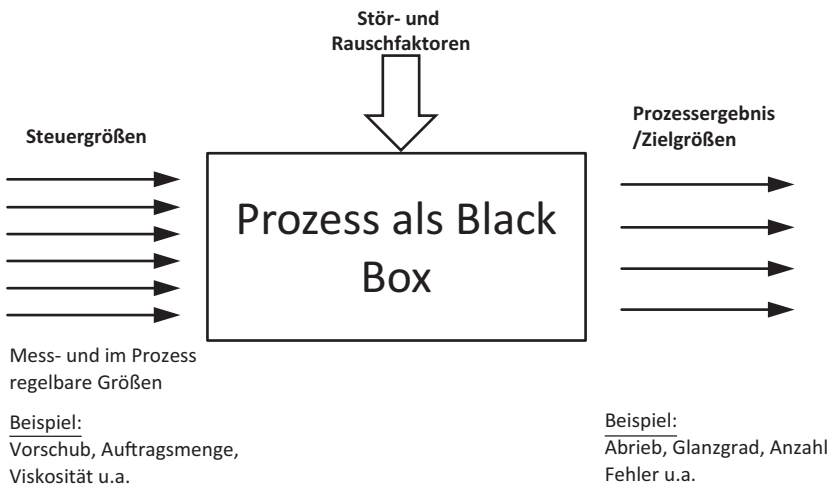 Stör- und
Rauschfaktoren
Steuergrößen
Prozessergebnis
/Zielgrößen
Prozess als Black
Box
Mess- und im Prozess
regelbare Größen
Beispiel:
Vorschub, Auftragsmenge,
Viskosität u.a.
Beispiel:
Abrieb, Glanzgrad, Anzahl
Fehler u.a.